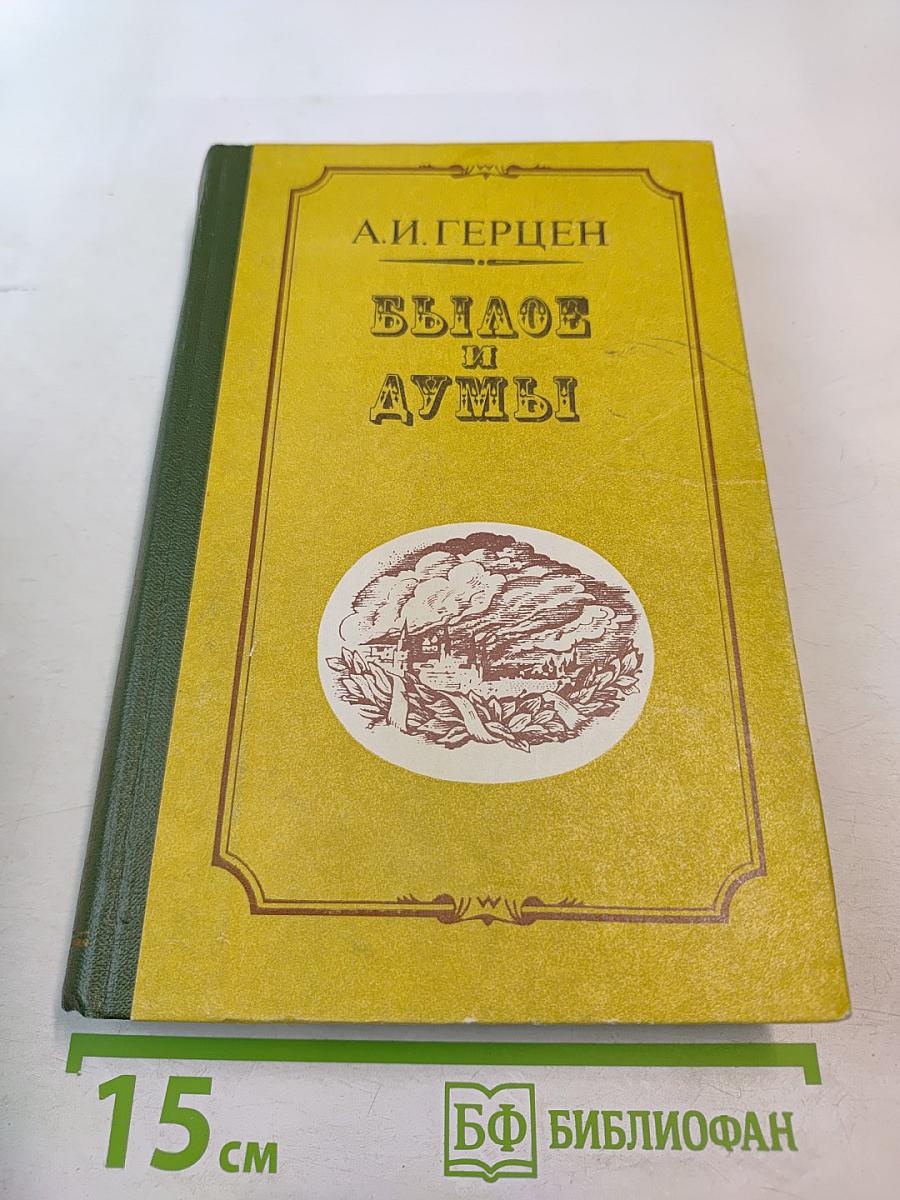 А.И. ГЕРЦЕН
БЫЛОЕ
И
ДУМЫ
15 см
БФ БИБЛИОФАН